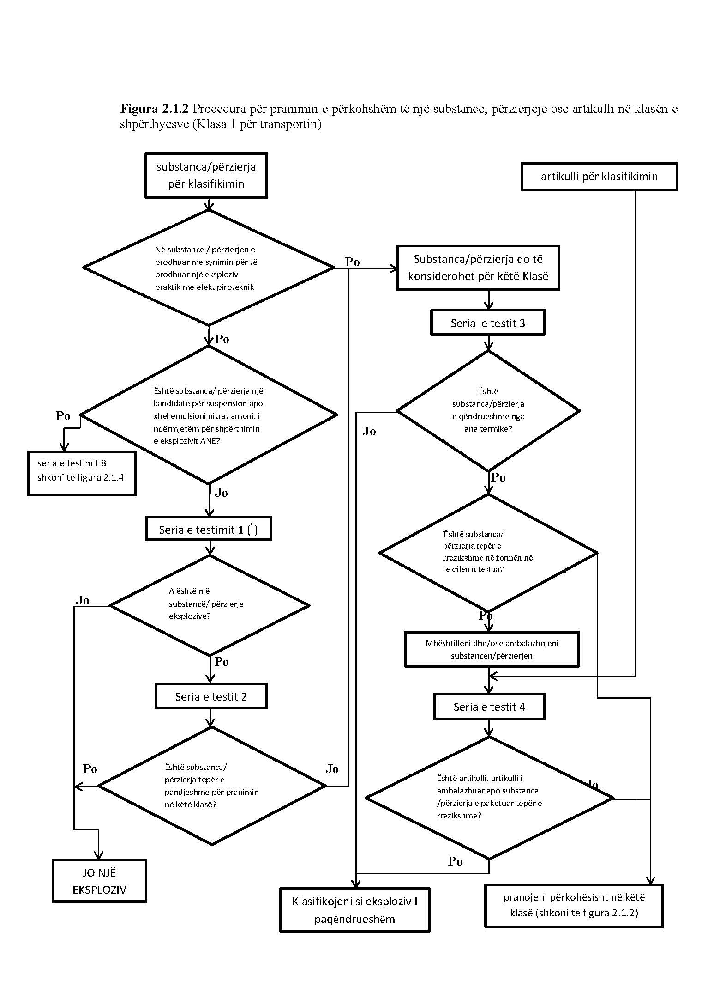 Figura 2.1.2 Procedura për pranimin e përkohshëm të një substance, përzierjeje ose artikulli në klasën e
shpërthyesve (Klasa 1 për transportin)
substanca/përzierja
për klasifikimin
artikulli për klasifikimin
Në substance / përzierjen e
prodhuar me synimin për të
prodhuar një eksploziv
praktik me efekt piroteknik
Po
Substanca/përzierja do të
konsiderohet për këtë Klasë
Seria e testit 3
Po
Është substanca/ përzierja një
kandidate për suspension apo
xhel emulsioni nitrat amoni, i
ndërmjetëm për shpërthimin
e eksplozivit ANE?
Po
seria e testimit 8
shkoni te figura 2.1.4
Është
substanca/përzierja
e qëndrueshme nga
ana termike?
Jo
Po
Jo
Seria e testimit 1 (*)
Është substanca/
përzierja tepër e
rrezikshme në formën në
të cilën u testua?
Po
A është një
substancë/ përzierje
eksplozive?
Jo
Po
Mbështilleni dhe/ose ambalazhojeni
substancën/përzierjen
Seria e testit 2
Seria e testit 4
Është substanca/
përzierja tepër e
pandjeshme për pranimin
në këtë klasë?
Po
Jo
Është artikulli, artikulli i
ambalazhuar apo substanca
/përzierja e paketuar tepër e
rrezikshme?
Jo
Po
JO NJË
EKSPLOZIV
Klasifikojeni si eksploziv I
paqëndrueshëm
pranojeni përkohësisht në këtë
klasë (shkoni te figura 2.1.2)